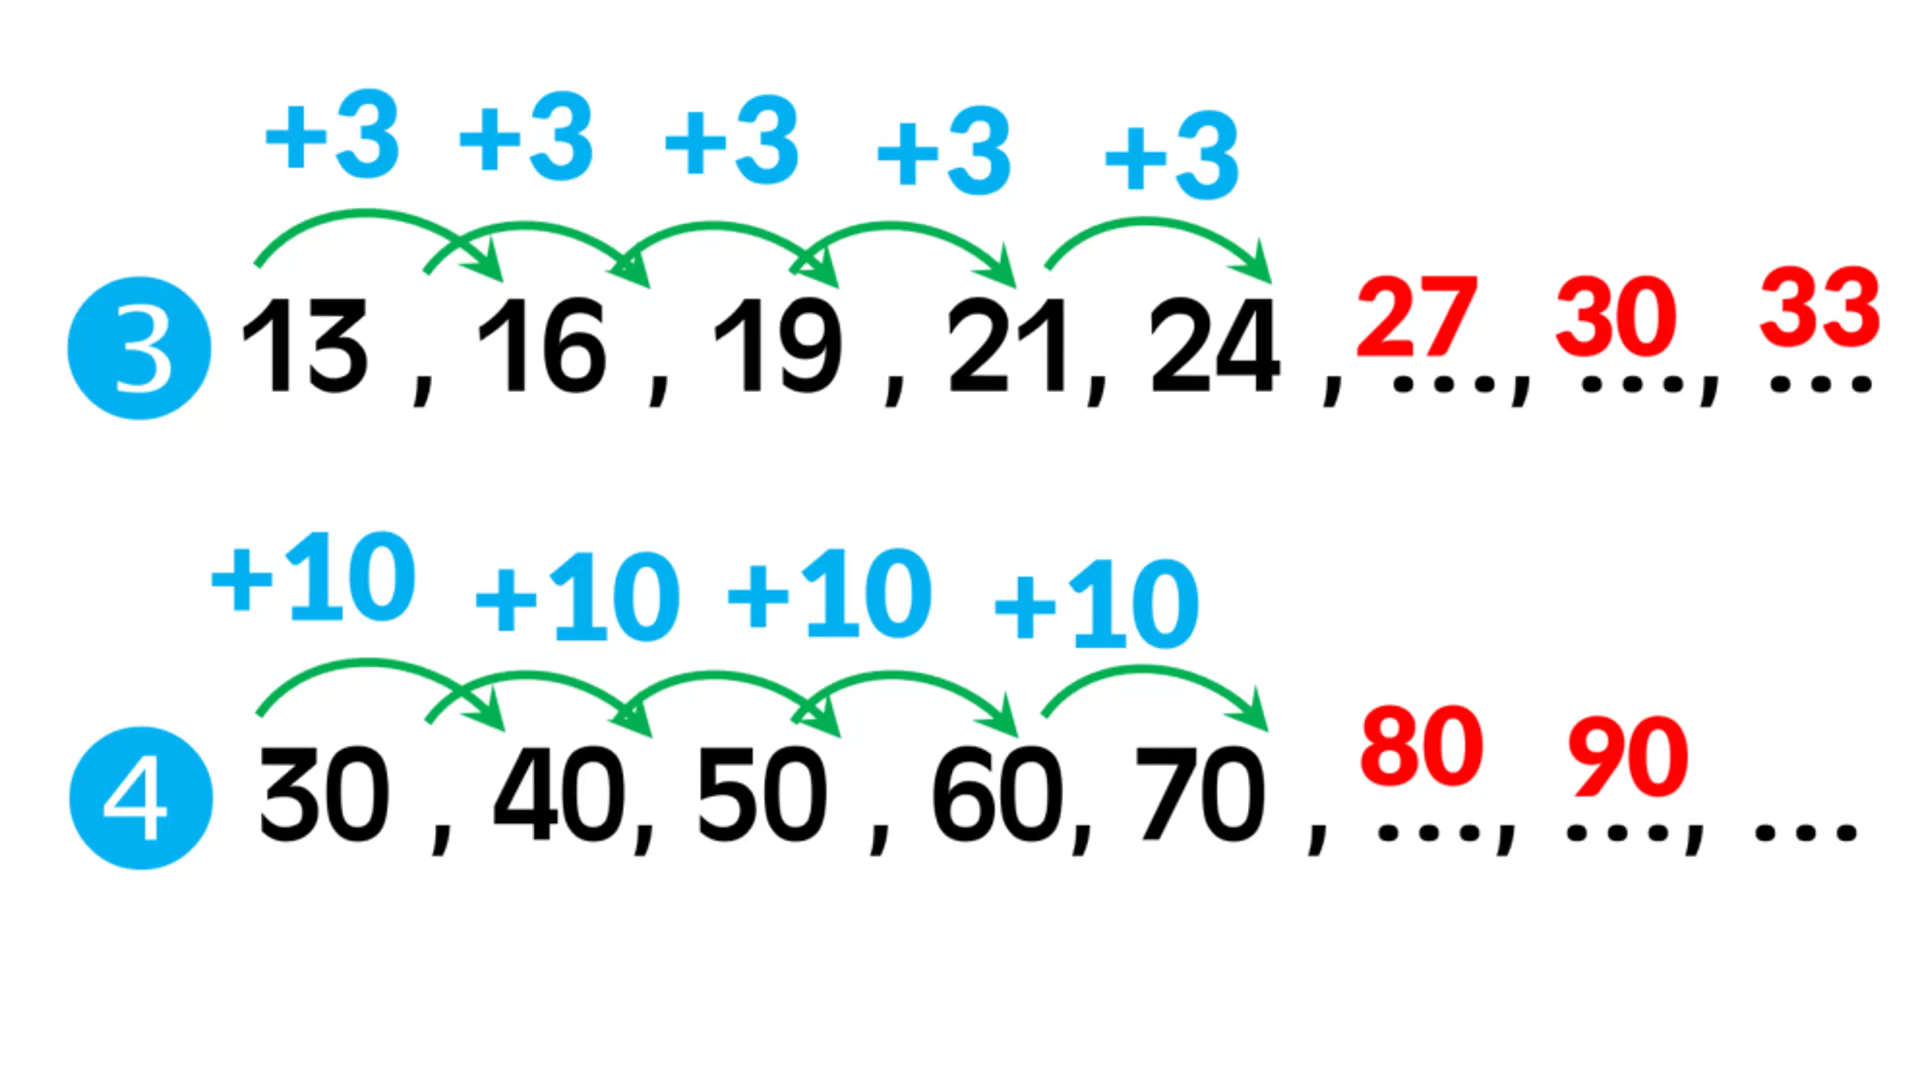 +3 +3 +3 +3 +3
3 13 , 16 , 19 , 21, 24 , ..., ..., ...
27 30 33
+10 +10 +10 +10
4 30 , 40, 50 , 60, 70 , ..., ..., ...
80 90